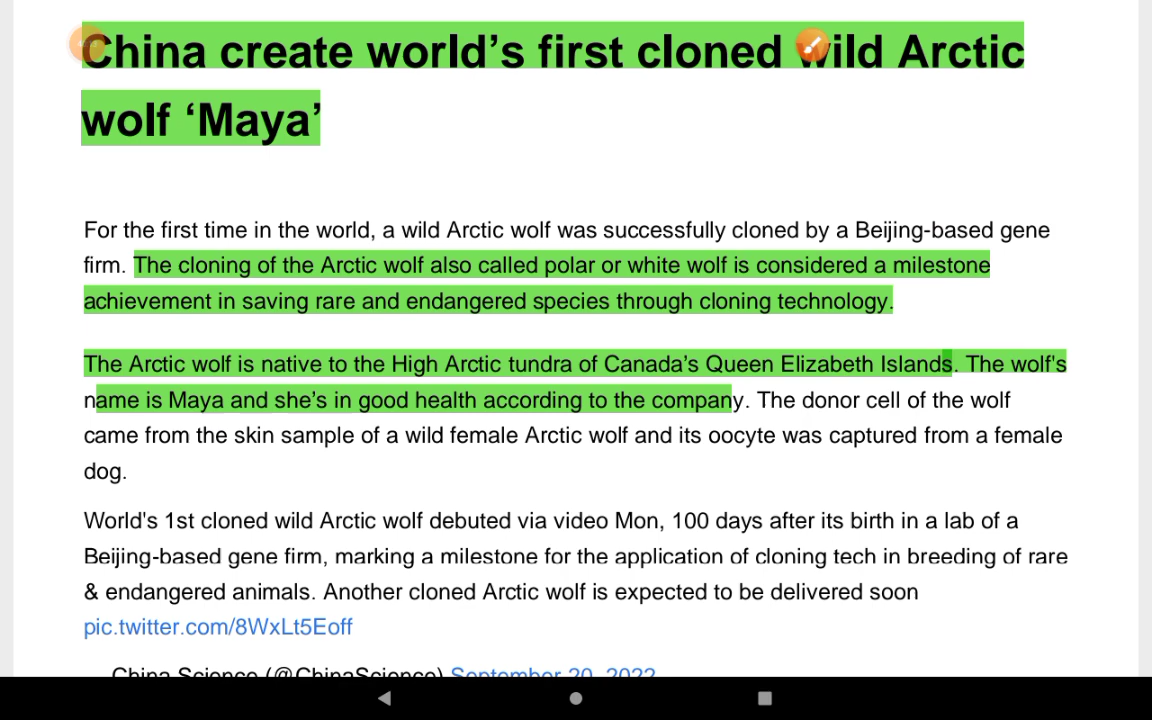 China create world’s first cloned wild Arctic
wolf ‘Maya’
For the first time in the world, a wild Arctic wolf was successfully cloned by a Beijing-based gene
firm. The cloning of the Arctic wolf also called polar or white wolf is considered a milestone
achievement in saving rare and endangered species through cloning technology.
The Arctic wolf is native to the High Arctic tundra of Canada’s Queen Elizabeth Islands. The wolf's
name is Maya and she’s in good health according to the company. The donor cell of the wolf
came from the skin sample of a wild female Arctic wolf and its oocyte was captured from a female
dog.
World's 1st cloned wild Arctic wolf debuted via video Mon, 100 days after its birth in a lab of a
Beijing-based gene firm, marking a milestone for the application of cloning tech in breeding of rare
& endangered animals. Another cloned Arctic wolf is expected to be delivered soon
pic.twitter.com/8WxLt5Eoff
China Science (@ChinaScience) September 20, 2022